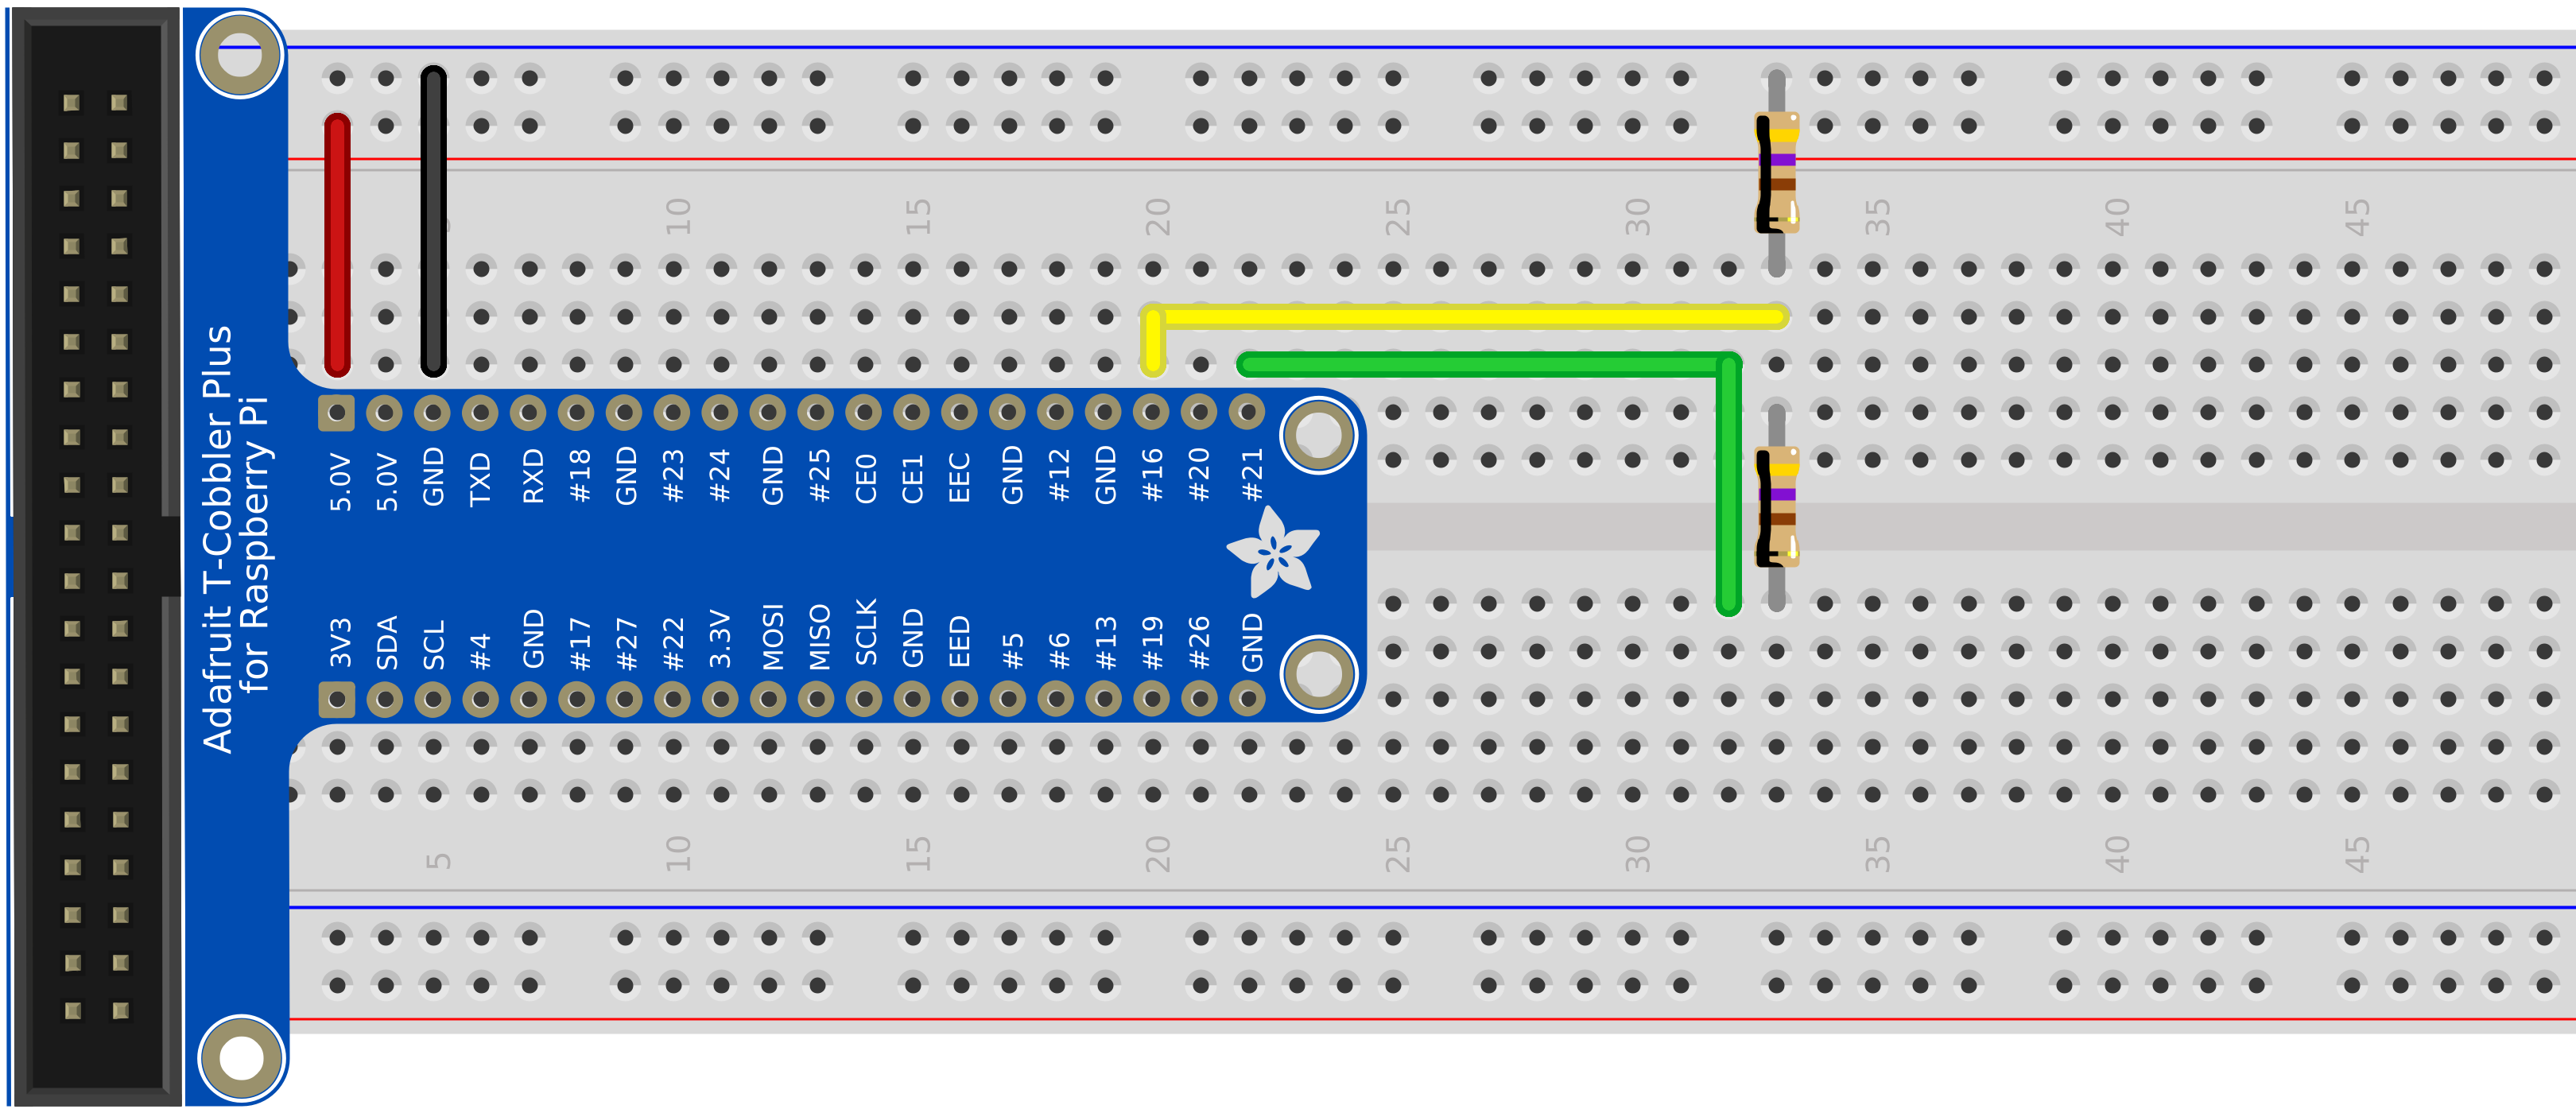 Adafruit T-Cobbler Plus
for Raspberry Pi
10 15 20 25 30 35 40 45
5.0V 5.0V GND TXD RXD #18 GND #23 #24 GND #25 CE0 CE1 EEC GND #12 GND #16 #20 #21
3V3 SDA SCL #4 GND #17 #27 #22 3.3V MOSI MISO SCLK GND EED #5 #6 #13 #19 #26 GND
5 10 15 20 25 30 35 40 45